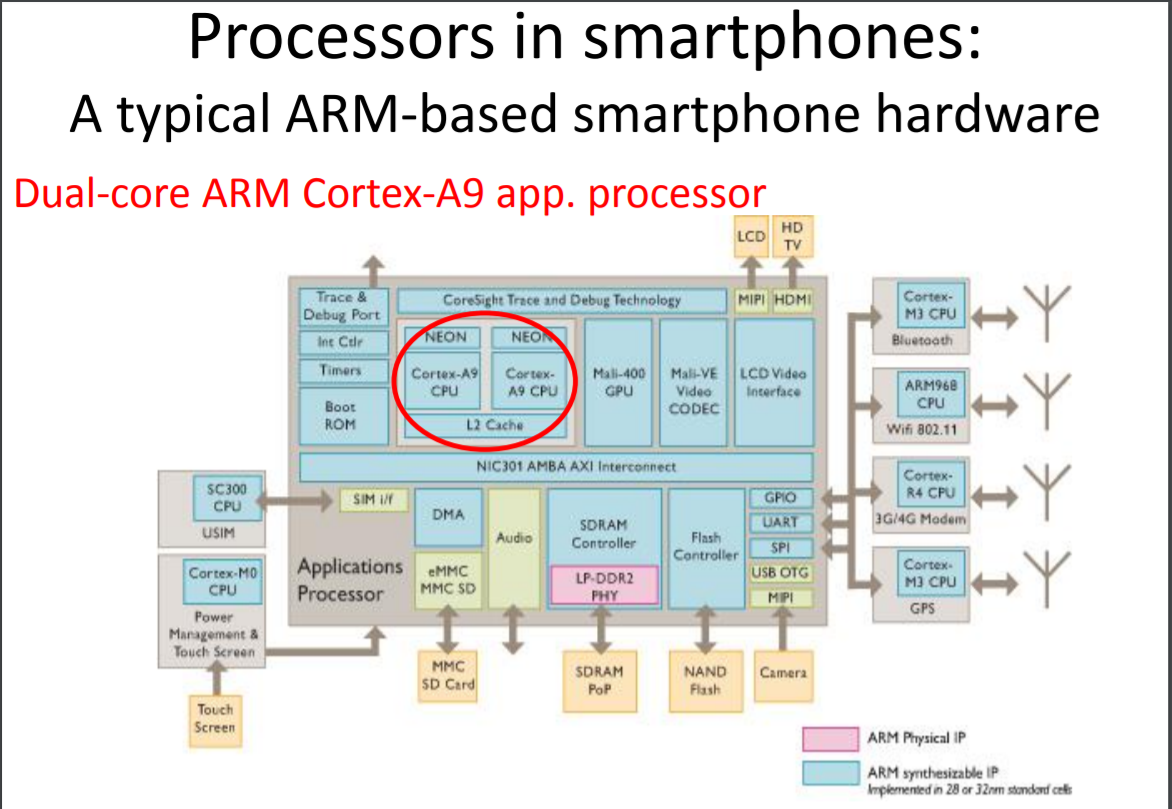 Processors in smartphones:
A typical ARM-based smartphone hardware
Dual-core ARM Cortex-A9 app. processor
LCD
HD
TV
Trace &
Debug Port
CoreSight Trace and Debug Technology
MIPI
HDMI
Int Ctlr
Timers
Boot
ROM
NEON
NEON
Cortex-A9
CPU
Cortex-
A9 CPU
L2 Cache
Mali-400
GPU
Mali-VE
Video
CODEC
LCD Video
Interface
NIC301 AMBA AXI Interconnect
SC300
CPU
USIM
SIM i/f
DMA
Audio
SDRAM
Controller
LP-DDR2
PHY
Flash
Controller
GPIO
UART
SPI
USB OTG
MIPI
Applications
Processor
eMMC
MMC SD
Cortex-M0
CPU
Power
Management &
Touch Screen
Touch
Screen
MMC
SD Card
SDRAM
PoP
NAND
Flash
Camera
Cortex-
M3 CPU
Bluetooth
ARM968
CPU
Wifi 802.11
Cortex-
R4 CPU
3G/4G Modem
Cortex-
M3 CPU
GPS
ARM Physical IP
ARM synthesizable IP
Implemented in 28 or 32nm standard cells